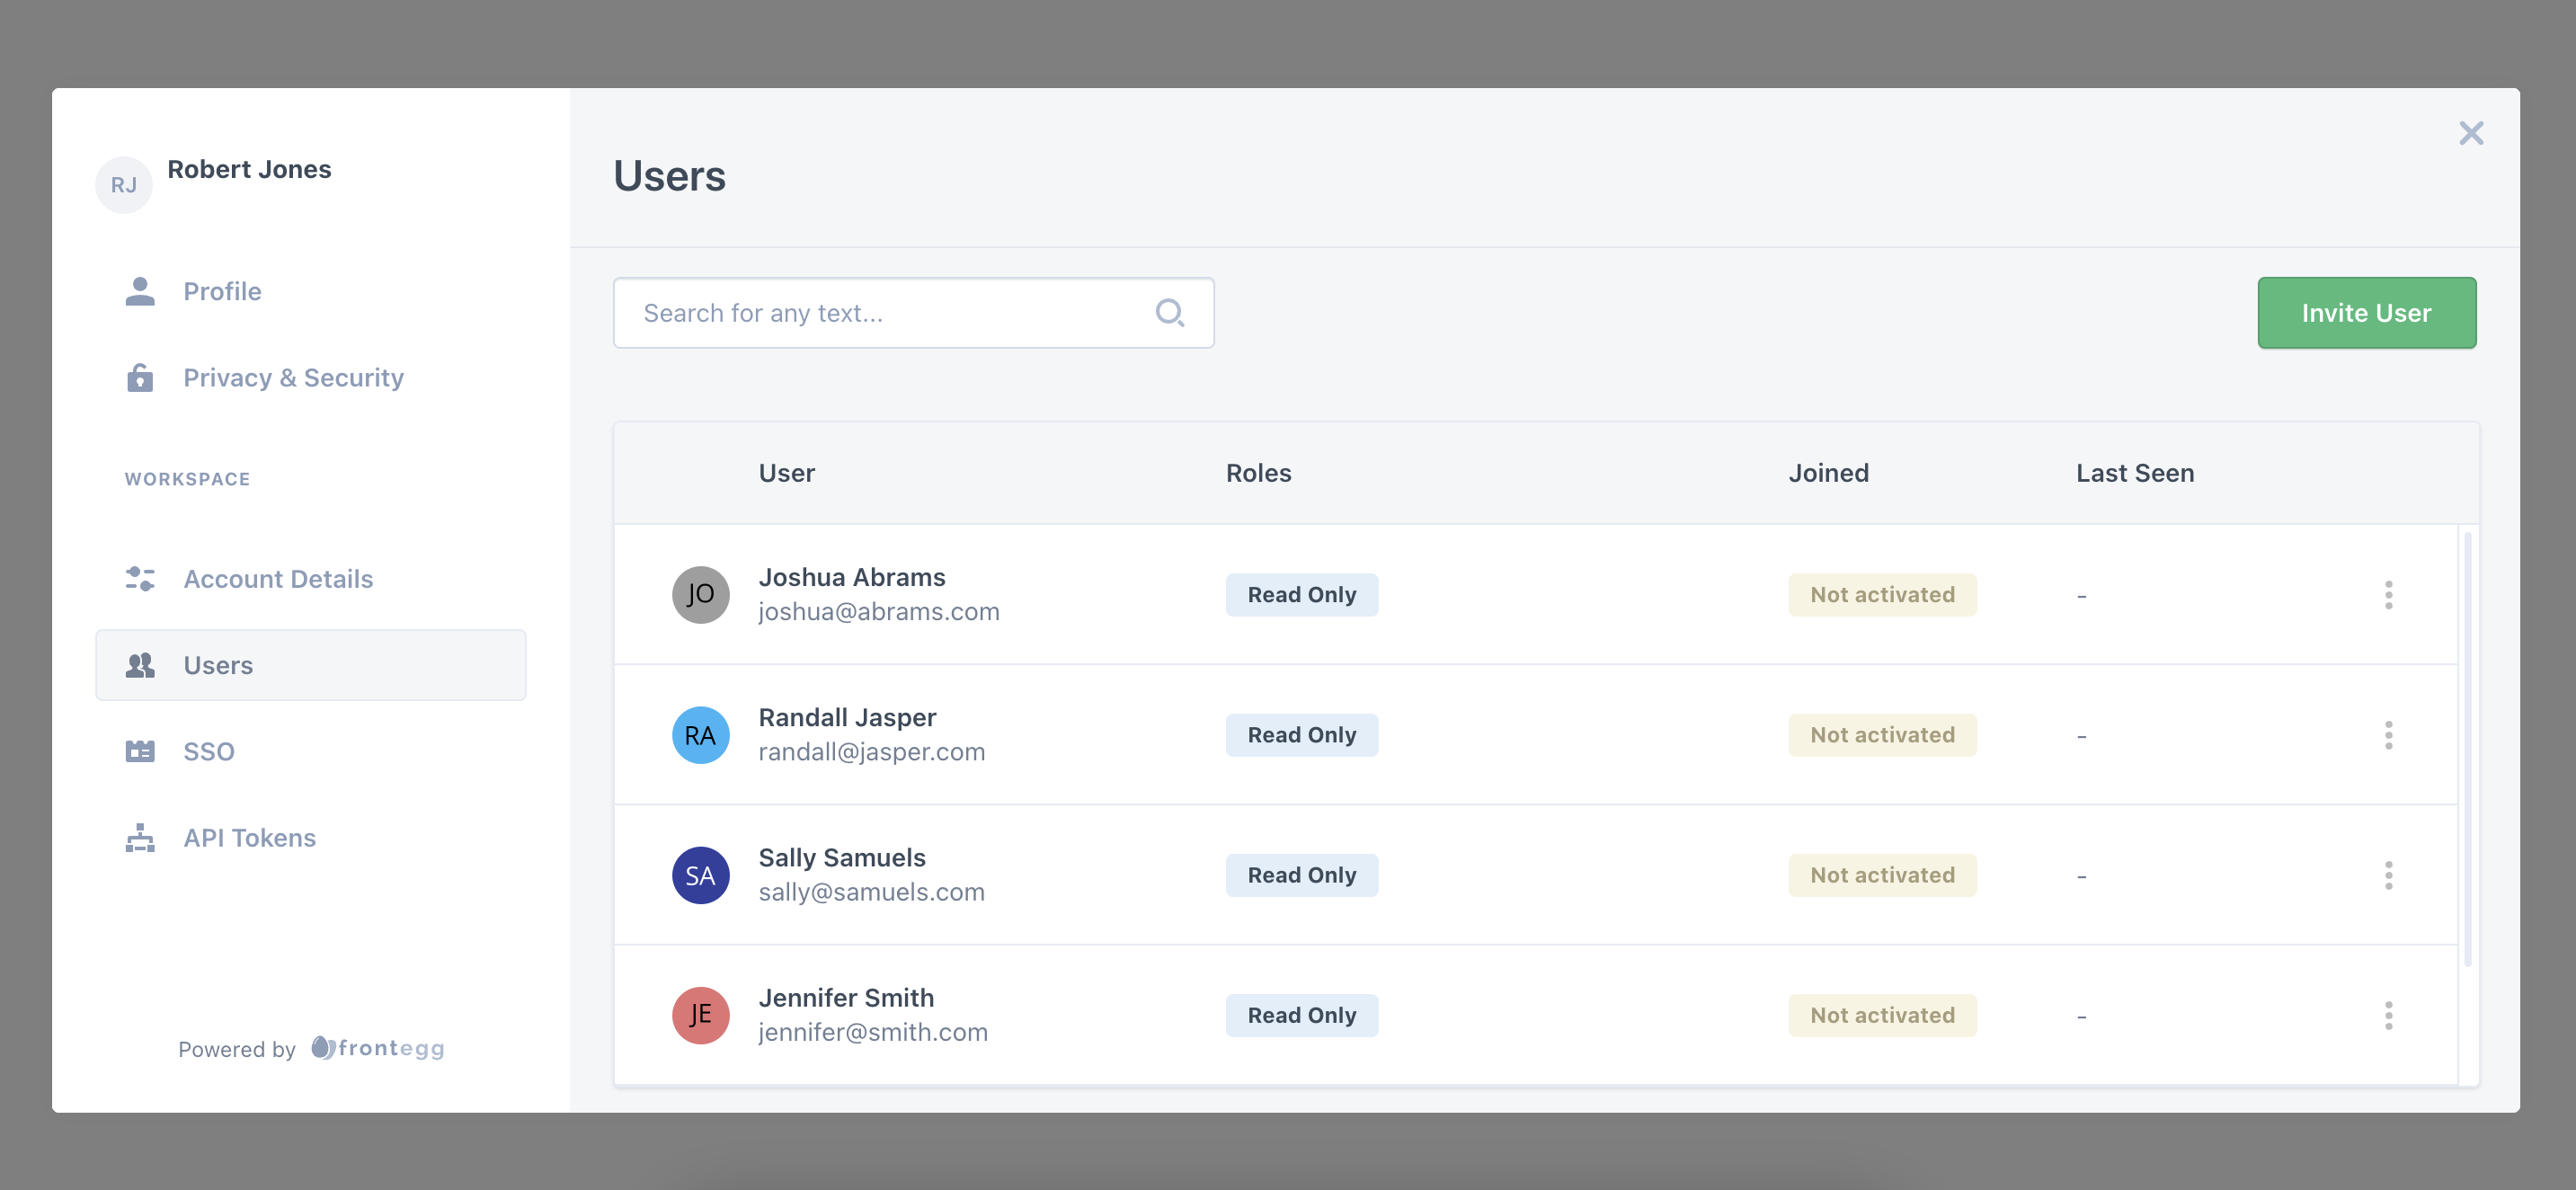 RJ
Robert Jones
Profile
Privacy & Security
WORKSPACE
Account Details
Users
SSO
API Tokens
Powered by frontegg
Users
Search for any text...
Invite User
User Roles Joined Last Seen
JO
Joshua Abrams
joshua@abrams.com
Read Only
Not activated
-
RA
Randall Jasper
randall@jasper.com
Read Only
Not activated
-
SA
Sally Samuels
sally@samuels.com
Read Only
Not activated
-
JE
Jennifer Smith
jennifer@smith.com
Read Only
Not activated
-